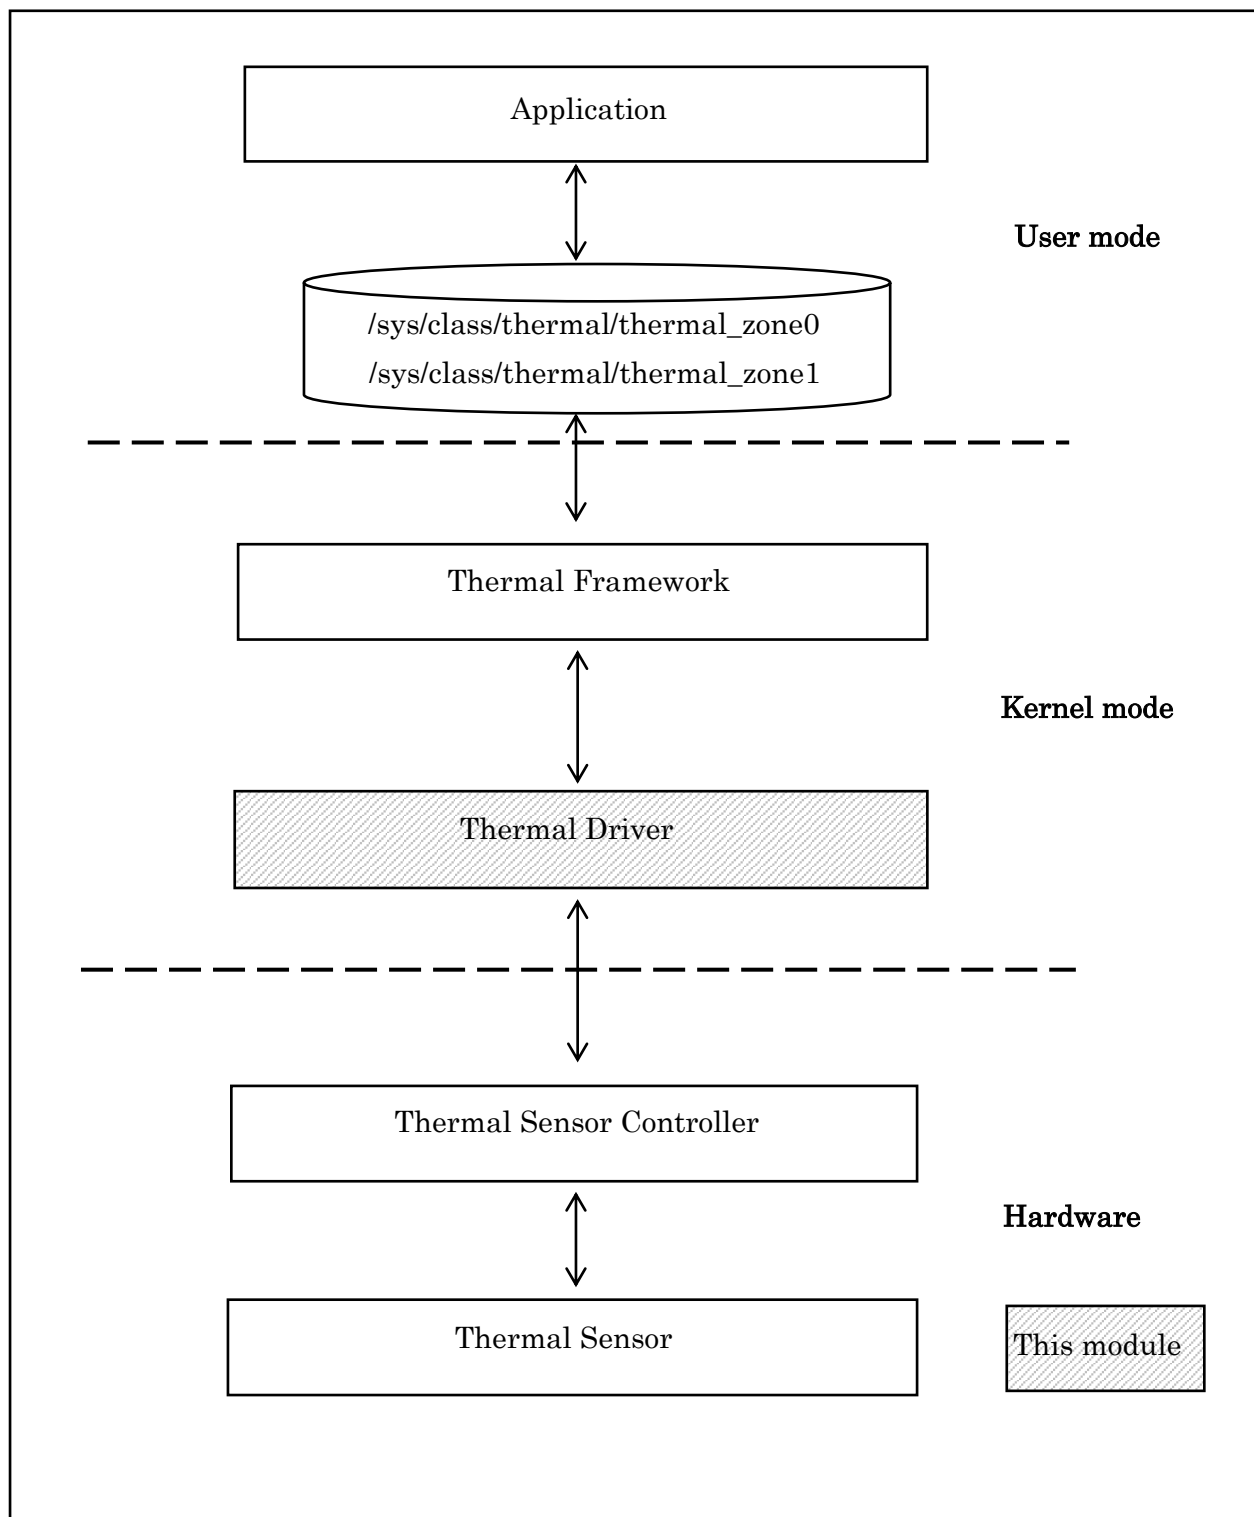 Application
User mode
/sys/class/thermal/thermal_zone0
/sys/class/thermal/thermal_zone1
Thermal Framework
Kernel mode
Thermal Driver
Thermal Sensor Controller
Hardware
Thermal Sensor
This module